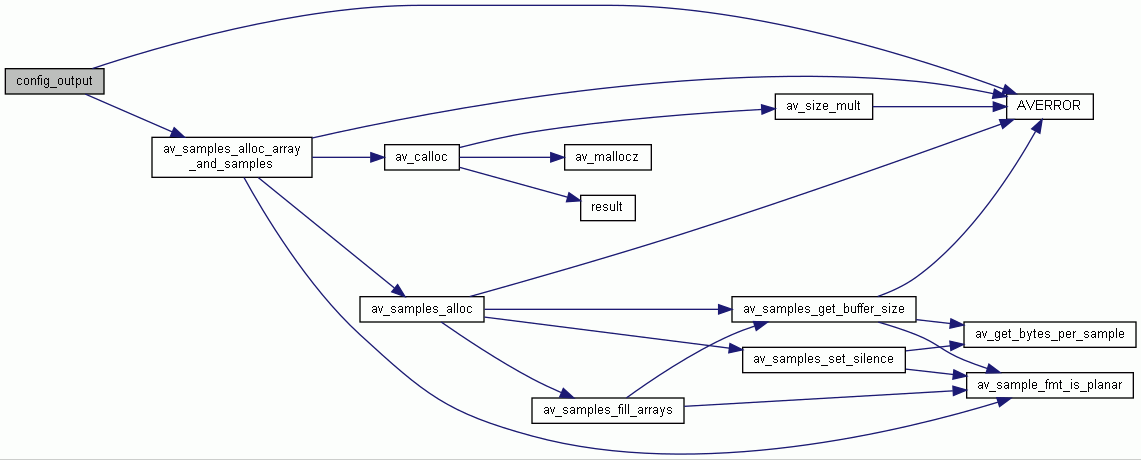 config_output
av_samples_alloc_array
_and_samples
av_calloc
av_size_mult
av_mallocz
result
AVERROR
av_samples_alloc
av_samples_get_buffer_size
av_samples_set_silence
av_samples_fill_arrays
av_get_bytes_per_sample
av_sample_fmt_is_planar